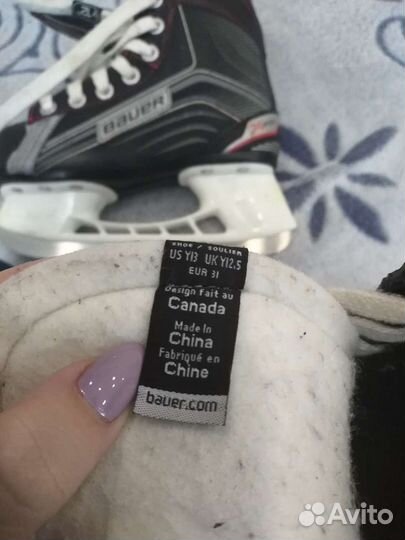 BAUER
SHOE / SOULIER
US Y13 UK Y12.5
EUR 31
Design fait au
Canada
Made in
China
Fabriqué en
Chine
bauer.com
Avito